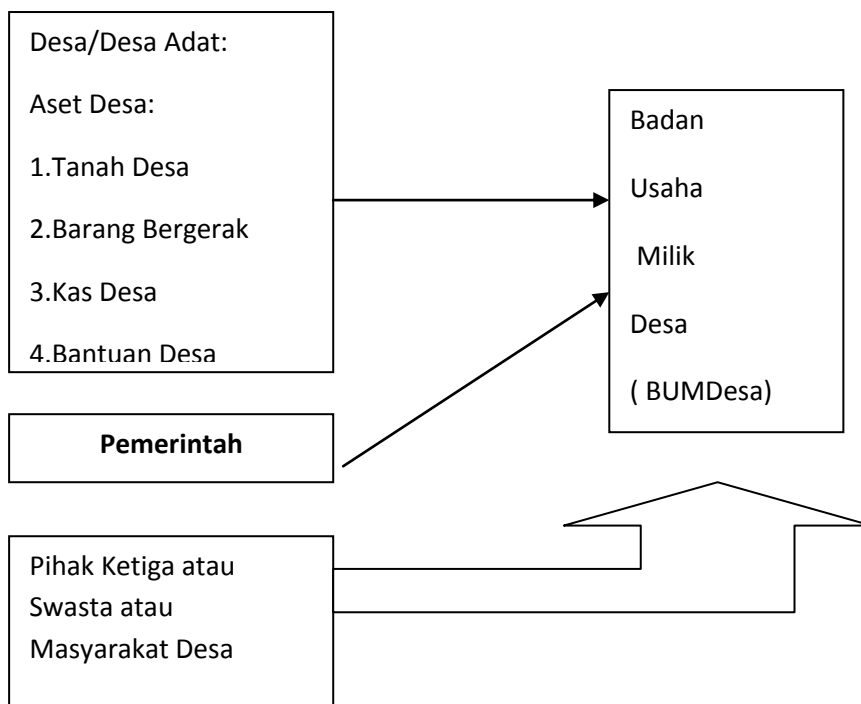 Desa/Desa Adat:
Aset Desa:
1.Tanah Desa
2.Barang Bergerak
3.Kas Desa
4.Bantuan Desa
Badan
Usaha
Milik
Desa
( BUMDesa)
Pemerintah
Pihak Ketiga atau
Swasta atau
Masyarakat Desa